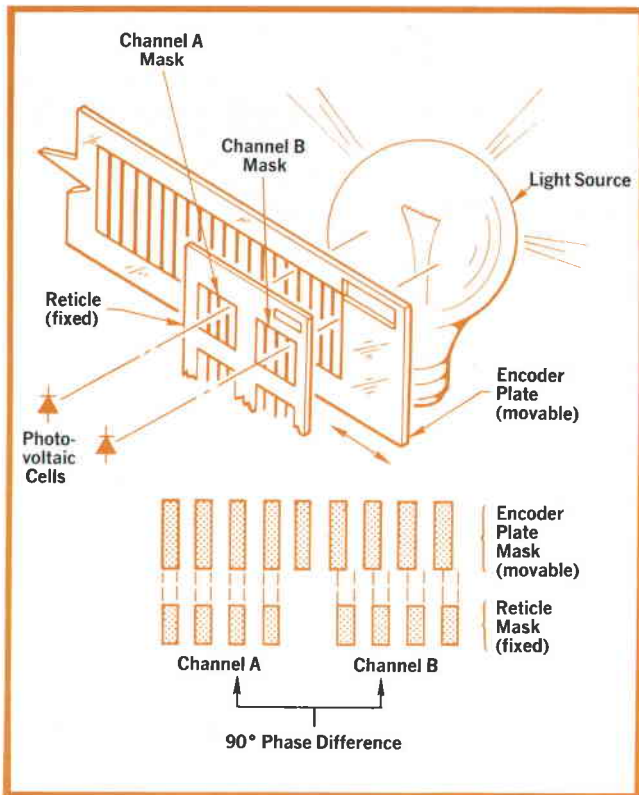 Channel A
Mask
Channel B
Mask
Light Source
Reticle
(fixed)
Encoder
Plate
(movable)
Photo-
voltaic
Cells
Encoder
Plate
Mask
(movable)
Reticle
Mask
(fixed)
Channel A
Channel B
90° Phase Difference